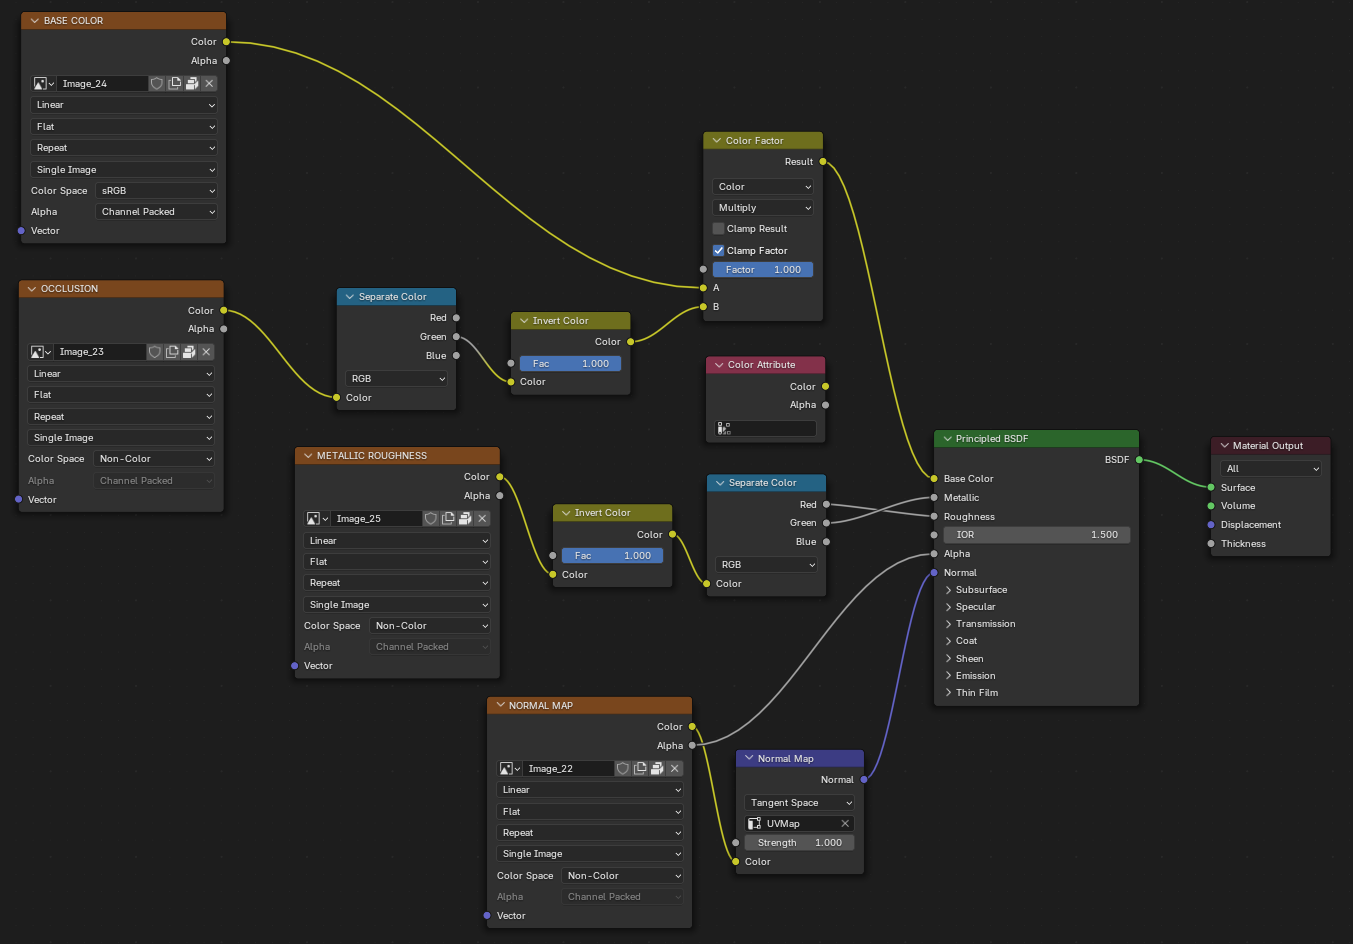 BASE COLOR
Color
Alpha
Image_24
Linear
Flat
Repeat
Single Image
Color Space sRGB
Alpha Channel Packed
Vector
OCCLUSION
Color
Alpha
Image_23
Linear
Flat
Repeat
Single Image
Color Space Non-Color
Alpha Channel Packed
Vector
Separate Color
Red
Green
Blue
RGB
Color
Invert Color
Color
Fac 1.000
Color
METALLIC ROUGHNESS
Color
Alpha
Image_25
Linear
Flat
Repeat
Single Image
Color Space Non-Color
Alpha Channel Packed
Vector
Invert Color
Color
Fac 1.000
Color
NORMAL MAP
Color
Alpha
Image_22
Linear
Flat
Repeat
Single Image
Color Space Non-Color
Alpha Channel Packed
Vector
Color Factor
Result
Color
Multiply
Clamp Result
Clamp Factor
Factor 1.000
A
B
Color Attribute
Color
Alpha
Separate Color
Red
Green
Blue
RGB
Color
Normal Map
Normal
Tangent Space
UVMap
Strength 1.000
Color
Principled BSDF
BSDF
Base Color
Metallic
Roughness
IOR 1.500
Alpha
Normal
Subsurface
Specular
Transmission
Coat
Sheen
Emission
Thin Film
Material Output
All
Surface
Volume
Displacement
Thickness